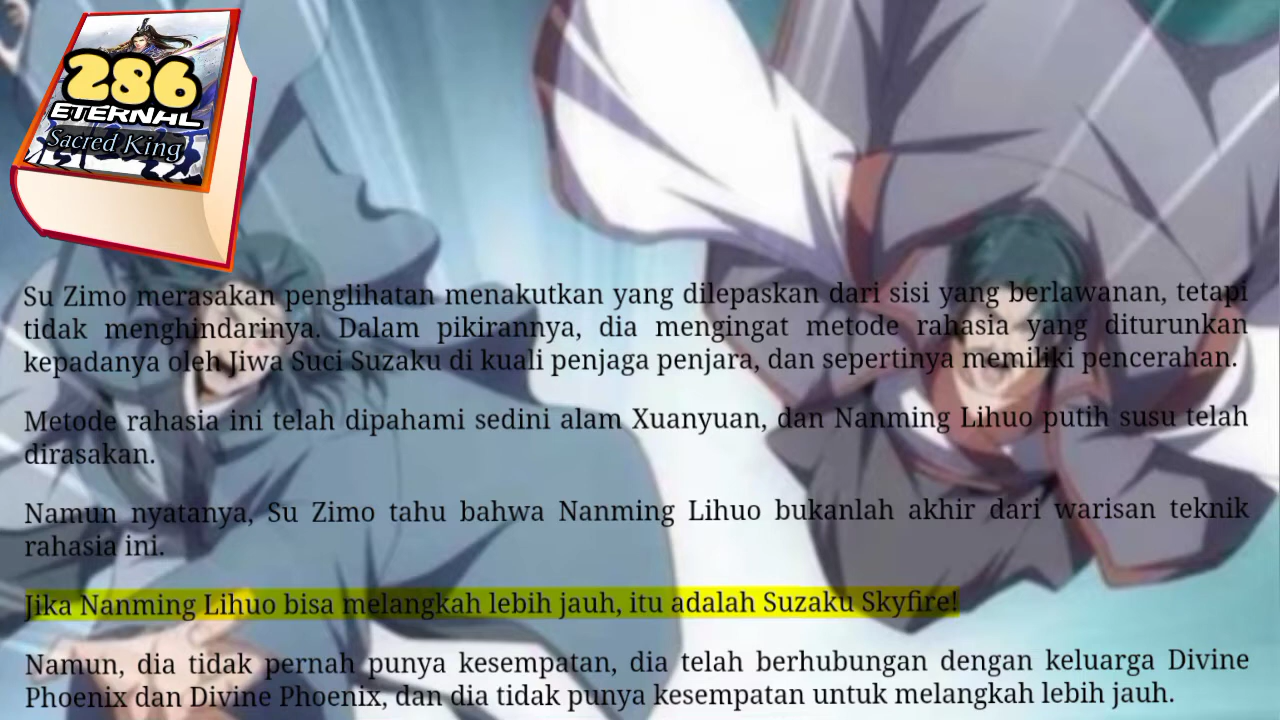 286
ETERNAL
Sacred King
Su Zimo merasakan penglihatan menakutkan yang dilepaskan dari sisi yang berlawanan, tetapi
tidak menghindarinya. Dalam pikirannya, dia mengingat metode rahasia yang diturunkan
kepadanya oleh Jiwa Suci Suzaku di kuali penjaga penjara, dan sepertinya memiliki pencerahan.
Metode rahasia ini telah dipahami sedini alam Xuanyuan, dan Nanming Lihuo putih susu telah
dirasakan.
Namun nyatanya, Su Zimo tahu bahwa Nanming Lihuo bukanlah akhir dari warisan teknik
rahasia ini.
Jika Nanming Lihuo bisa melangkah lebih jauh, itu adalah Suzaku Skyfire!
Namun, dia tidak pernah punya kesempatan, dia telah berhubungan dengan keluarga Divine
Phoenix dan Divine Phoenix, dan dia tidak punya kesempatan untuk melangkah lebih jauh.